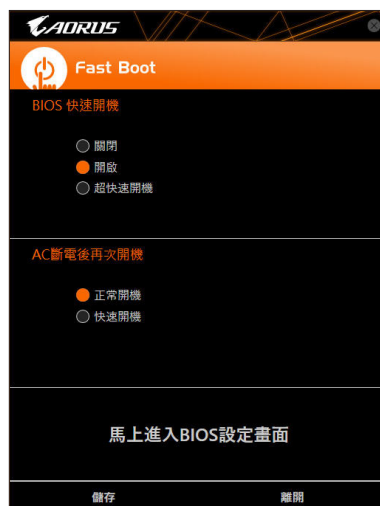 AORUS
Fast Boot
BIOS 快速開機
關閉
開啟
超快速開機
AC斷電後再次開機
正常開機
快速開機
馬上進入BIOS設定畫面
儲存 離開